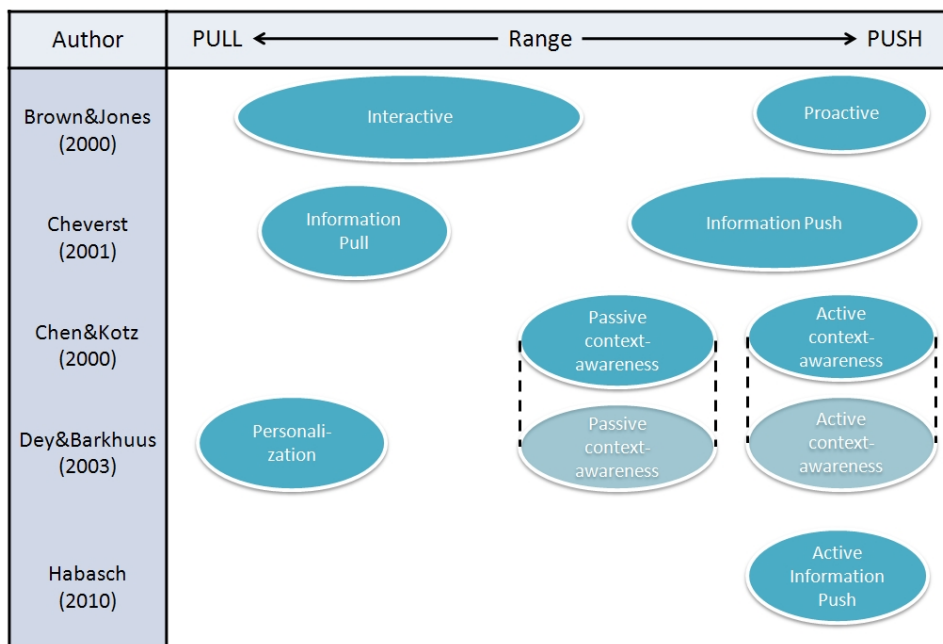 Author
PULL
Range
PUSH
Brown&Jones
(2000)
Interactive
Proactive
Cheverst
(2001)
Information
Pull
Information Push
Chen&Kotz
(2000)
Passive
context-
awareness
Active
context-
awareness
Dey&Barkhuus
(2003)
Personali-
zation
Passive
context-
awareness
Active
context-
awareness
Habasch
(2010)
Active
Information
Push